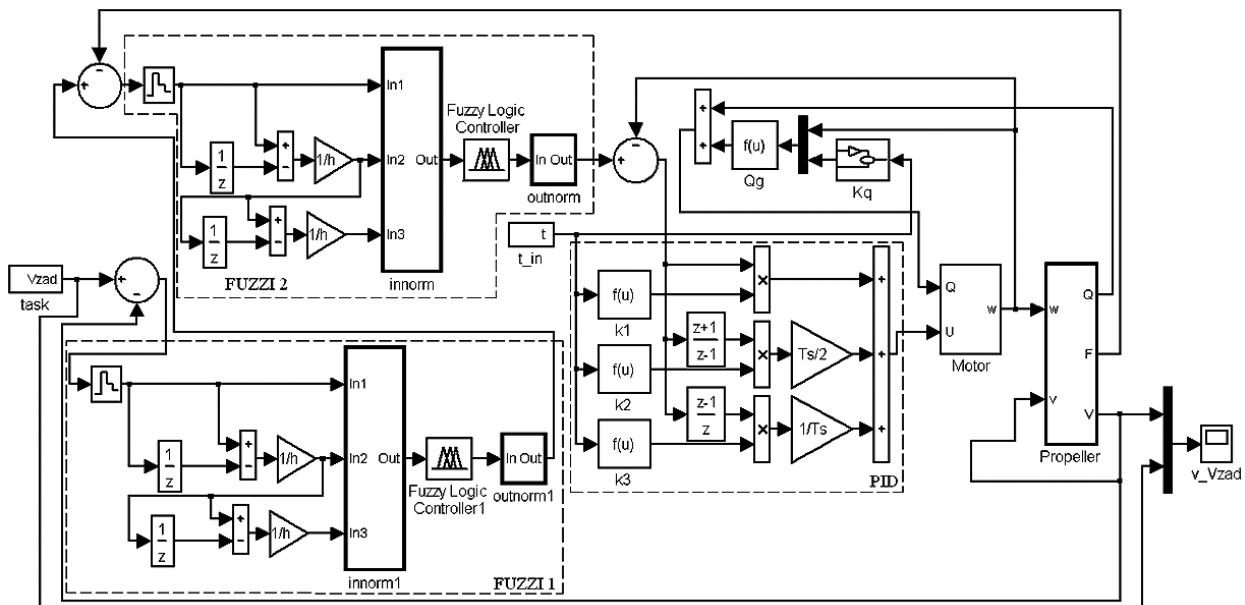 −
+
In1
Fuzzy Logic
Controller
−
+
+
+
f(u)
Qg
Kq
+
−
1/h
1
z
In2
Out
In Out
outnorm
+
−
1/h
1
z
In3
t
t_in
FUZZI 2
innorm
Vzad
task
+
−
f(u)
k1
×
+
z+1
z-1
×
Ts/2
+
f(u)
k2
z-1
z
×
1/Ts
+
f(u)
k3
PID
Q
U
w
Motor
w
v
Q
F
V
Propeller
v_Vzad
In1
+
−
1/h
1
z
In2
Out
Fuzzy Logic
Controller1
In Out
outnorm1
+
−
1/h
1
z
In3
innorm1
FUZZI 1